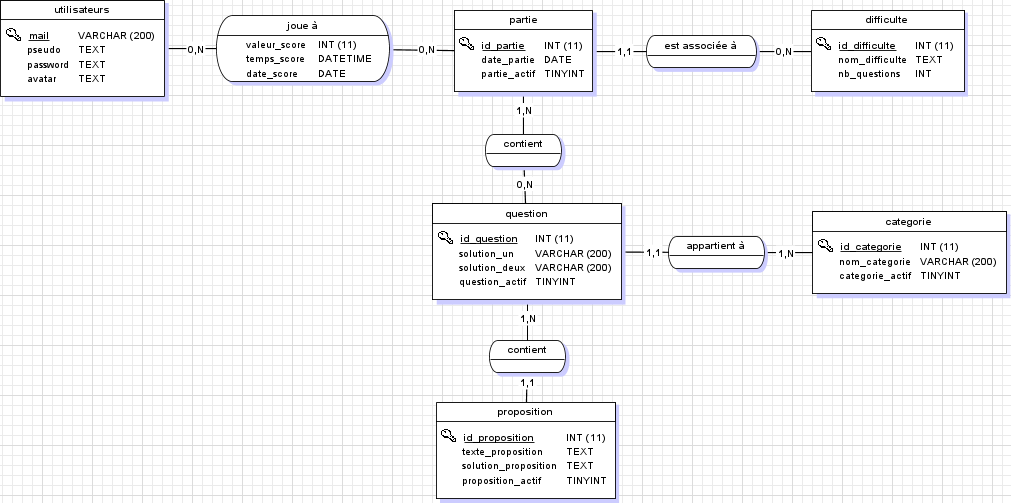 utilisateurs
mail VARCHAR (200)
pseudo TEXT
password TEXT
avatar TEXT
0,N
joue à
valeur_score INT (11)
temps_score DATETIME
date_score DATE
0,N
partie
id_partie INT (11)
date_partie DATE
partie_actif TINYINT
1,1
est associée à
0,N
difficulte
id_difficulte INT (11)
nom_difficulte TEXT
nb_questions INT
1,N
contient
0,N
question
id_question INT (11)
solution_un VARCHAR (200)
solution_deux VARCHAR (200)
question_actif TINYINT
1,1
appartient à
1,N
categorie
id_categorie INT (11)
nom_categorie VARCHAR (200)
categorie_actif TINYINT
1,N
contient
1,1
proposition
id_proposition INT (11)
texte_proposition TEXT
solution_proposition TEXT
proposition_actif TINYINT